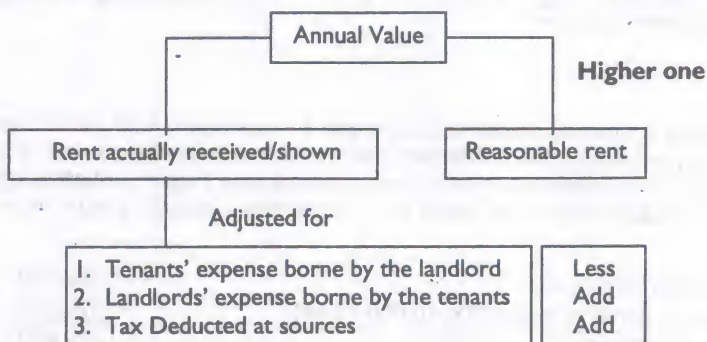 Annual Value
Higher one
Rent actually received/shown
Reasonable rent
Adjusted for
1. Tenants' expense borne by the landlord Less
2. Landlords' expense borne by the tenants Add
3. Tax Deducted at sources Add